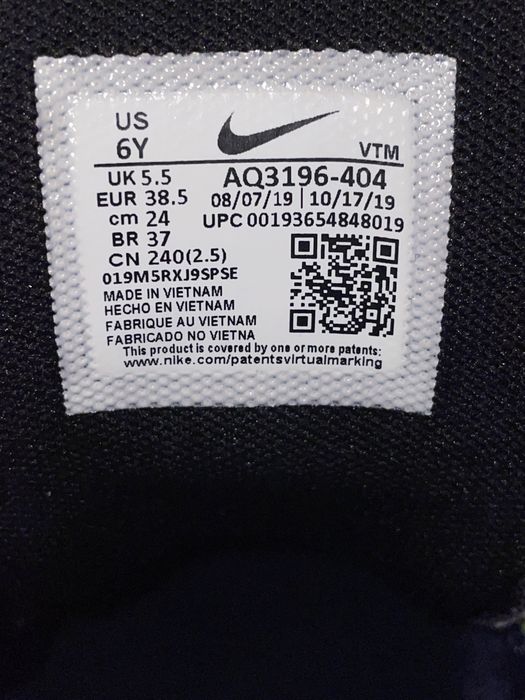 US
6Y
VTM
UK 5.5
AQ3196-404
EUR 38.5
08/07/19 | 10/17/19
cm 24
UPC 00193654848019
BR 37
CN 240(2.5)
019M5RXJ9SPSE
MADE IN VIETNAM
HECHO EN VIETNAM
FABRIQUE AU VIETNAM
FABRICADO NO VIETNA
This product is covered by one or more patents:
www.nike.com/patentsvirtualmarking